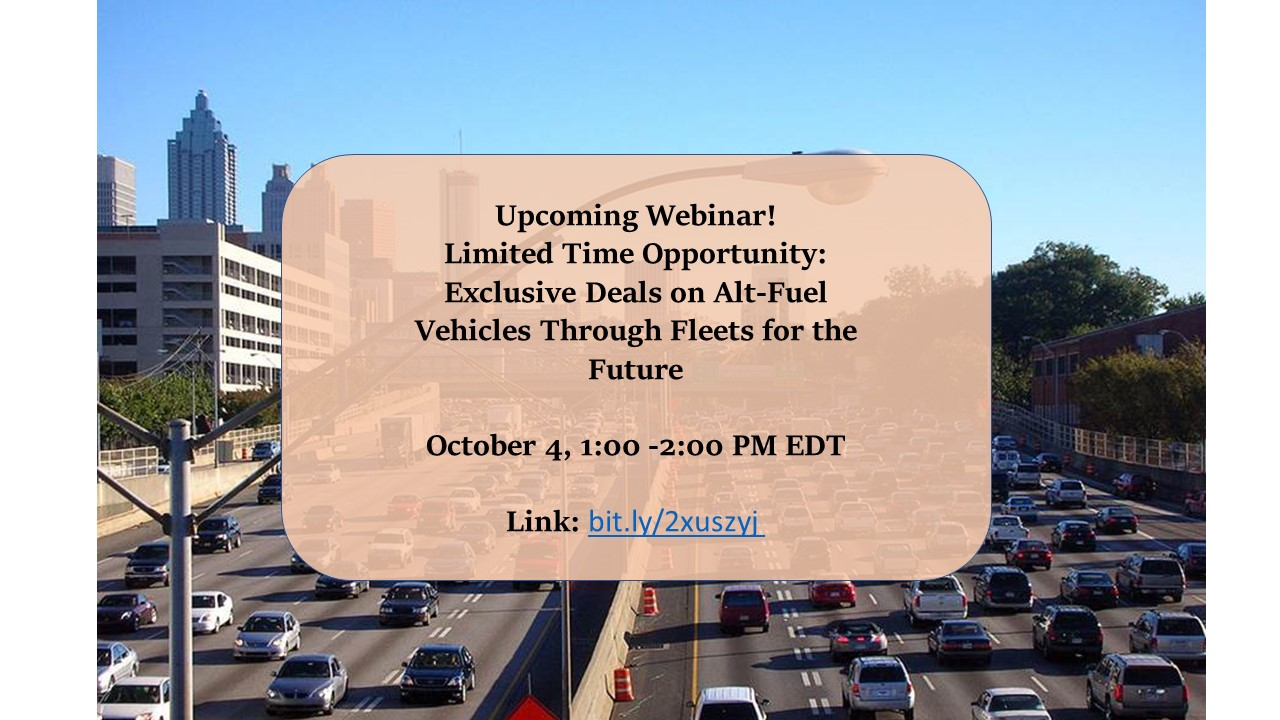 Upcoming Webinar!
Limited Time Opportunity:
Exclusive Deals on Alt-Fuel
Vehicles Through Fleets for the
Future
October 4, 1:00 -2:00 PM EDT
Link: bit.ly/2xuszyj